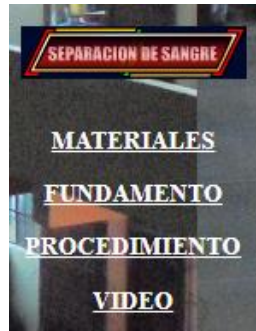 SEPARACION DE SANGRE
MATERIALES
FUNDAMENTO
PROCEDIMIENTO
VIDEO